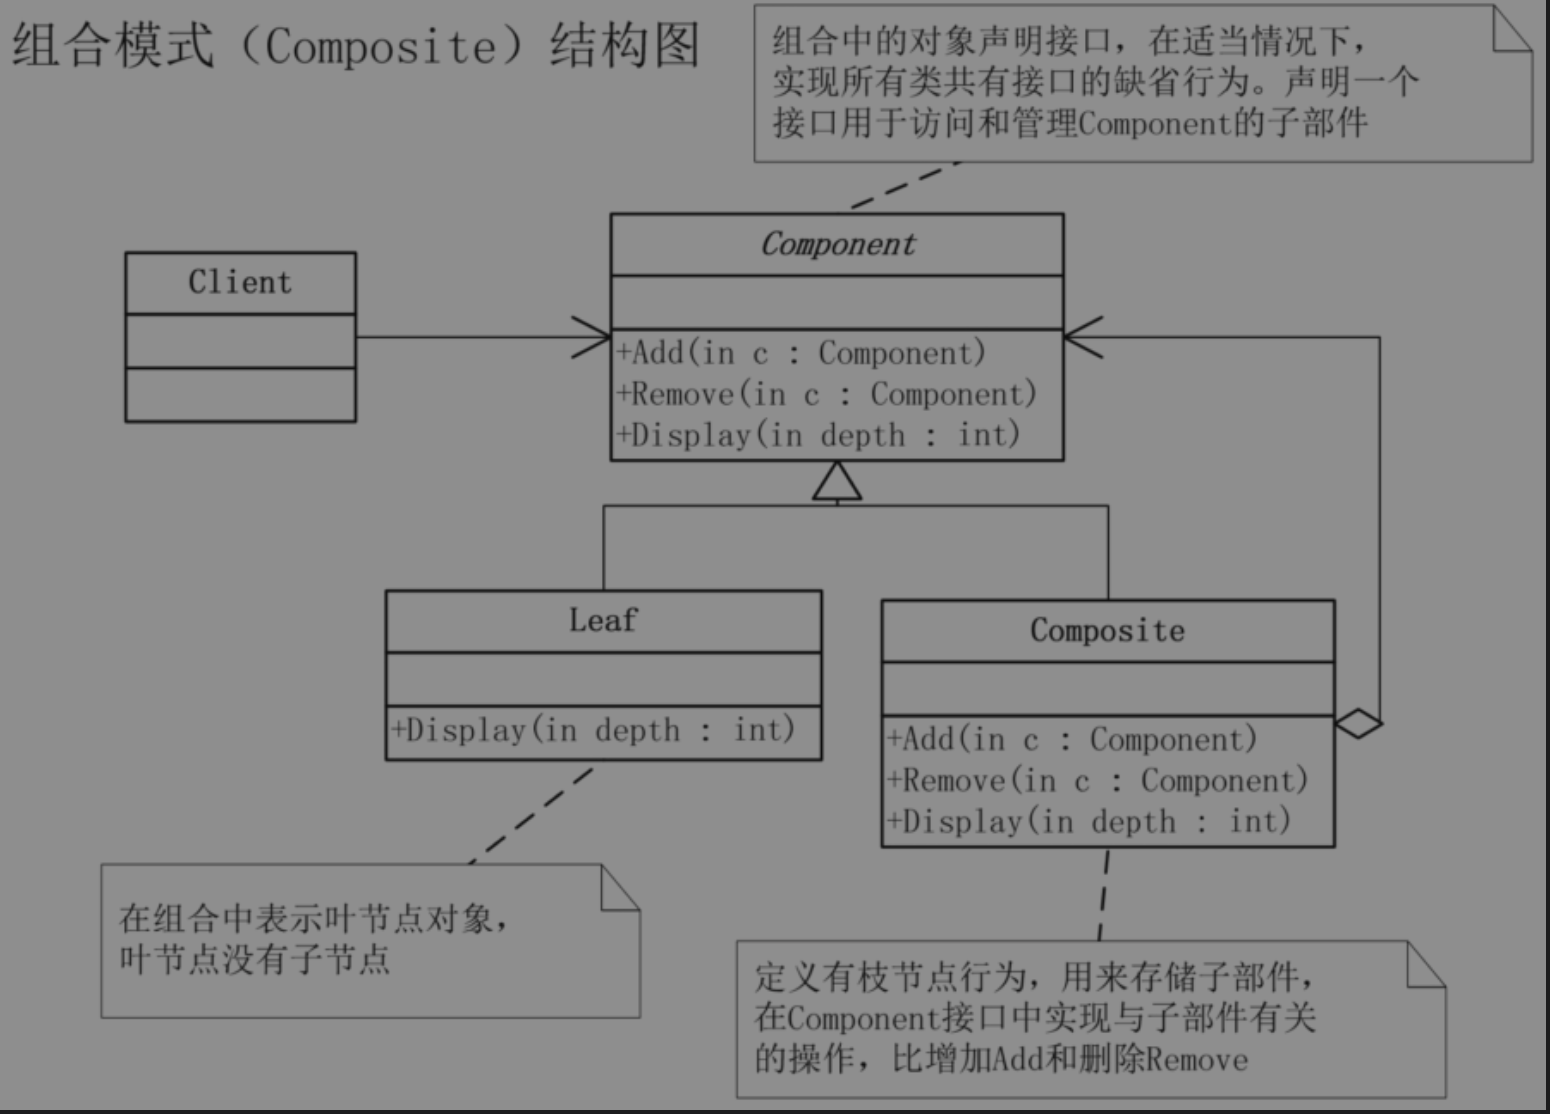 组合模式（Composite）结构图
组合中的对象声明接口，在适当情况下，
实现所有类共有接口的缺省行为。声明一个
接口用于访问和管理Component的子部件
Component
+Add(in c : Component)
+Remove(in c : Component)
+Display(in depth : int)
Client
Leaf
+Display(in depth : int)
Composite
+Add(in c : Component)
+Remove(in c : Component)
+Display(in depth : int)
在组合中表示叶节点对象，
叶节点没有子节点
定义有枝节点行为，用来存储子部件，
在Component接口中实现与子部件有关
的操作，比增加Add和删除Remove